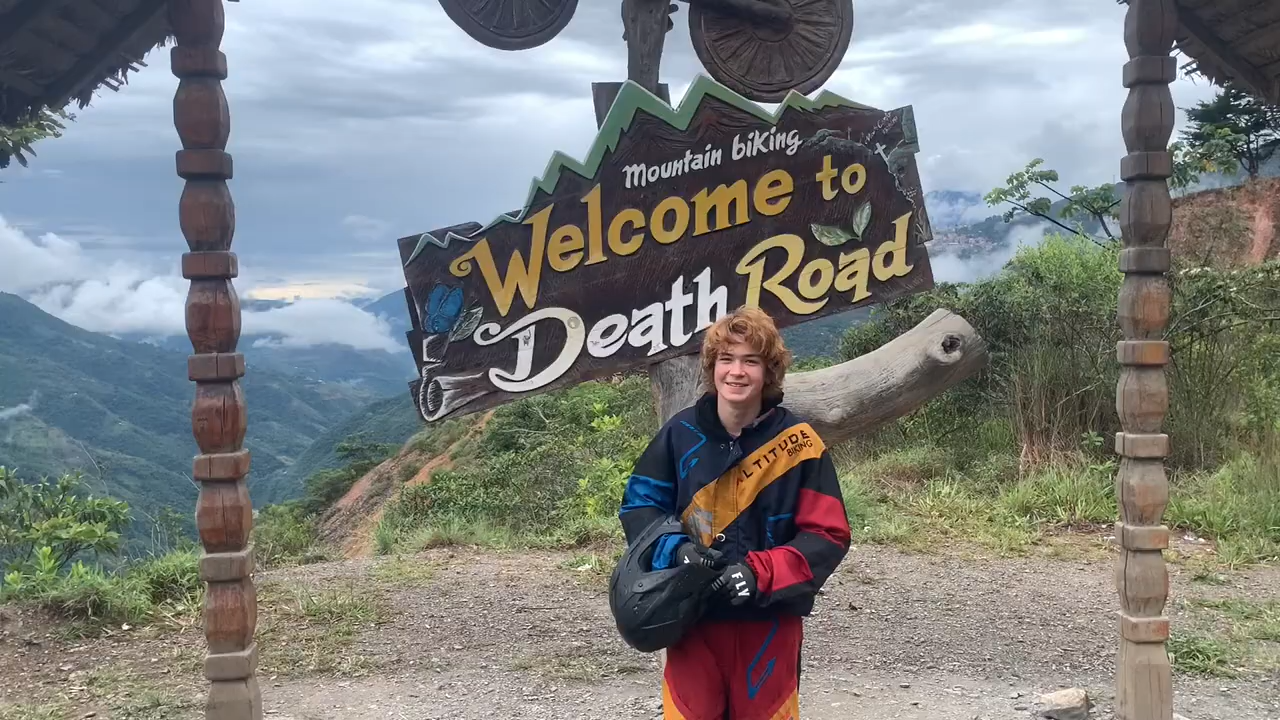 Mountain biKing
Welcome to
Death Road
ALTITUDE
BIKING
FLY